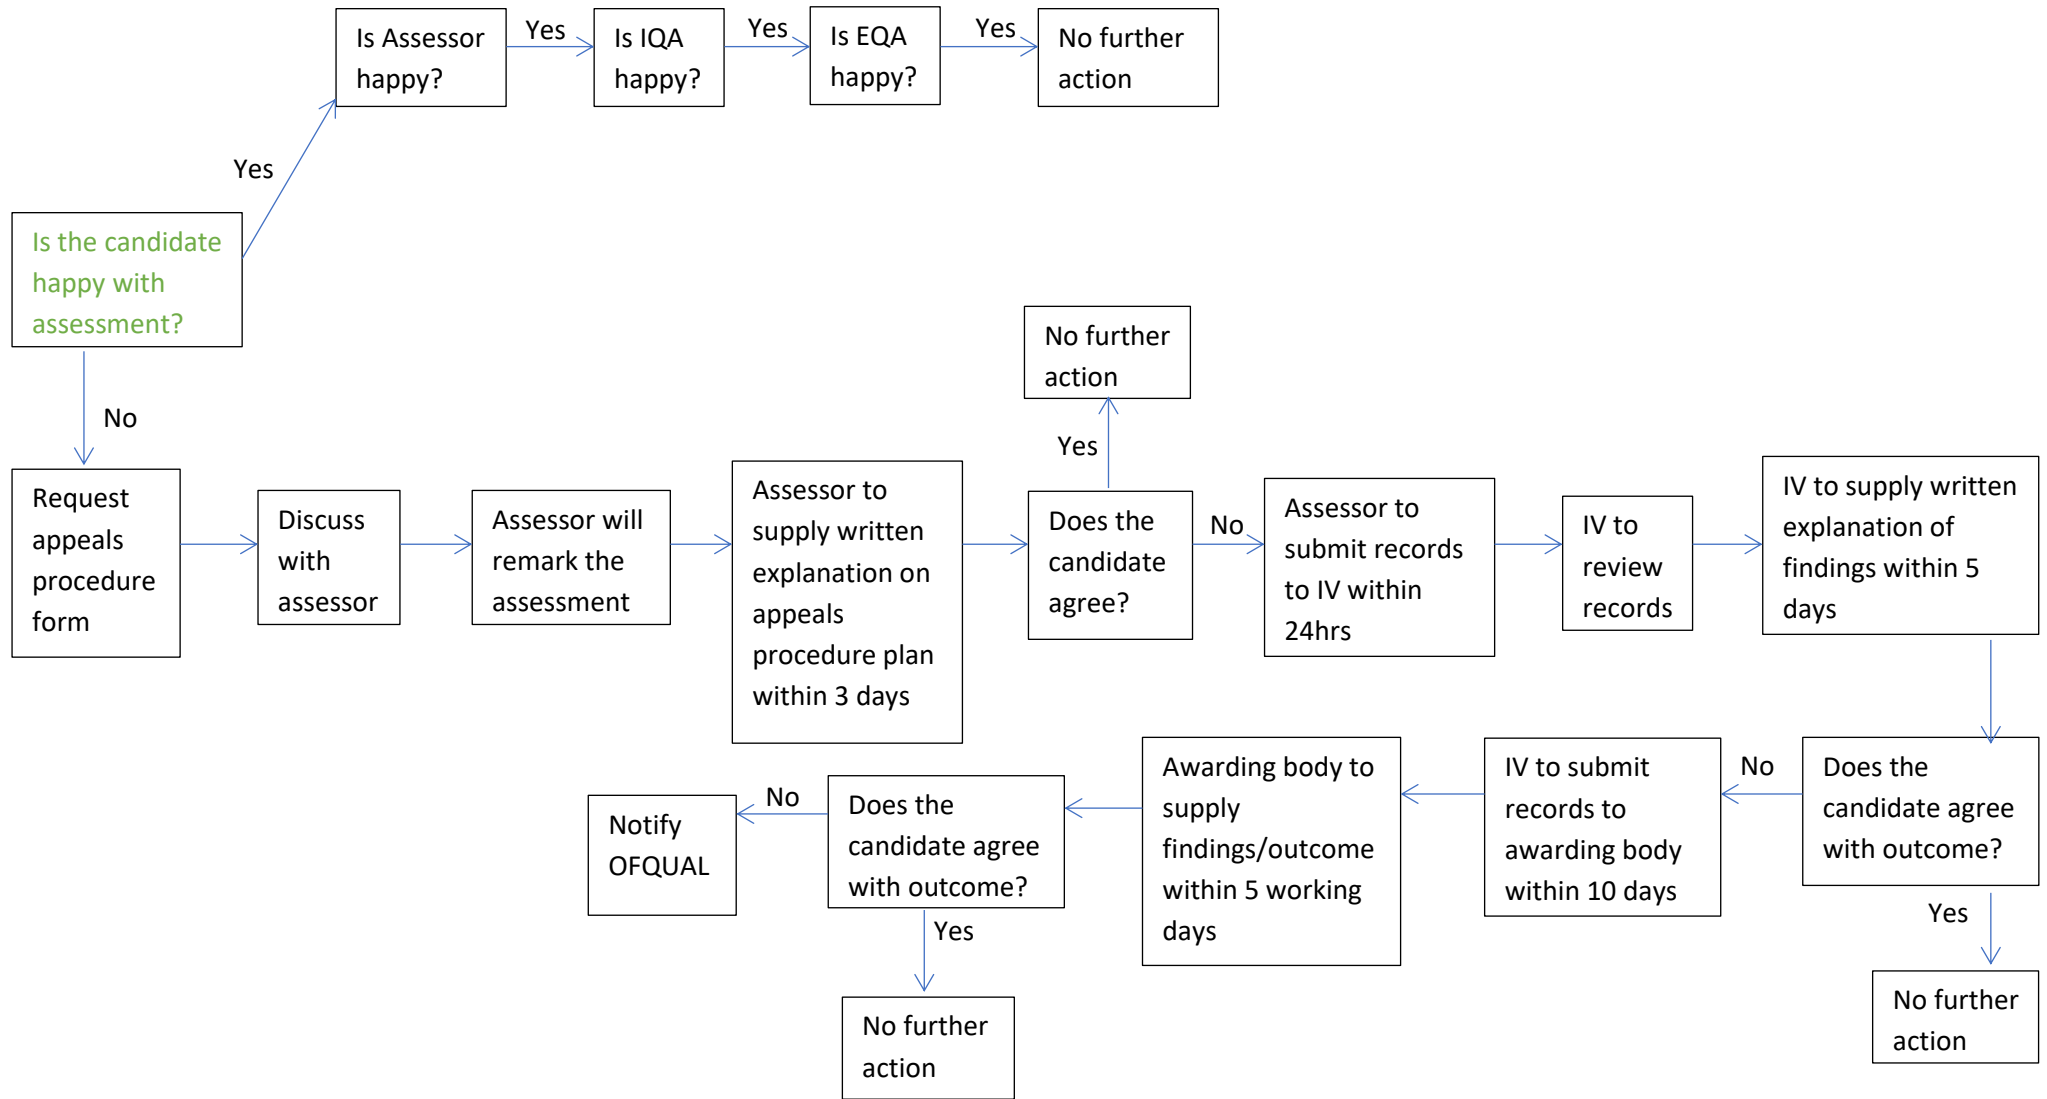 Is Assessor
happy?
Yes
Is IQA
happy?
Yes
Is EQA
happy?
Yes
No further
action
Yes
Is the candidate
happy with
assessment?
No
Request
appeals
procedure
form
Discuss
with
assessor
Assessor will
remark the
assessment
Assessor to
supply written
explanation on
appeals
procedure plan
within 3 days
Does the
candidate
agree?
Yes
No further
action
No
Assessor to
submit records
to IV within
24hrs
IV to
review
records
IV to supply written
explanation of
findings within 5
days
Does the
candidate agree
with outcome?
Yes
No further
action
No
IV to submit
records to
awarding body
within 10 days
Awarding body to
supply
findings/outcome
within 5 working
days
Does the
candidate agree
with outcome?
Yes
No further
action
No
Notify
OFQUAL